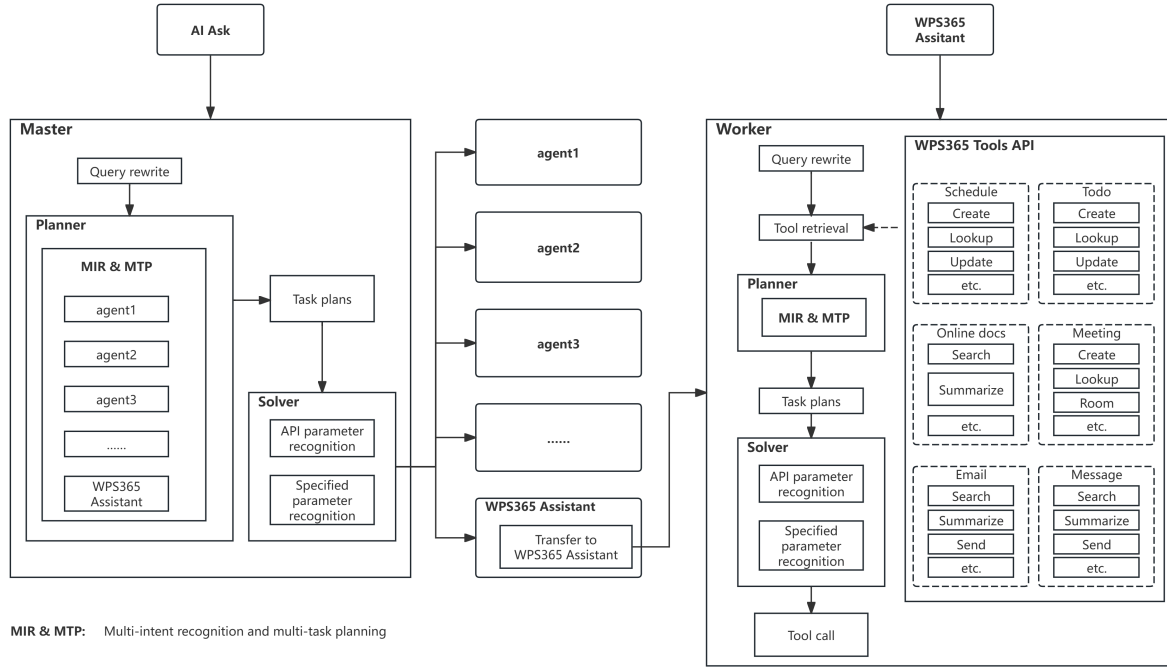 AI Ask
WPS365
Assitant
Master
Query rewrite
Planner
MIR & MTP
agent1
agent2
agent3
......
WPS365
Assistant
Task plans
Solver
API parameter
recognition
Specified
parameter
recognition
agent1
agent2
agent3
......
WPS365 Assistant
Transfer to
WPS365 Assistant
Worker
Query rewrite
Tool retrieval
Planner
MIR & MTP
Task plans
Solver
API parameter
recognition
Specified
parameter
recognition
Tool call
WPS365 Tools API
Schedule
Create
Lookup
Update
etc.
Todo
Create
Lookup
Update
etc.
Online docs
Search
Summarize
etc.
Meeting
Create
Lookup
Room
etc.
Email
Search
Summarize
Send
etc.
Message
Search
Summarize
Send
etc.
MIR & MTP: Multi-intent recognition and multi-task planning